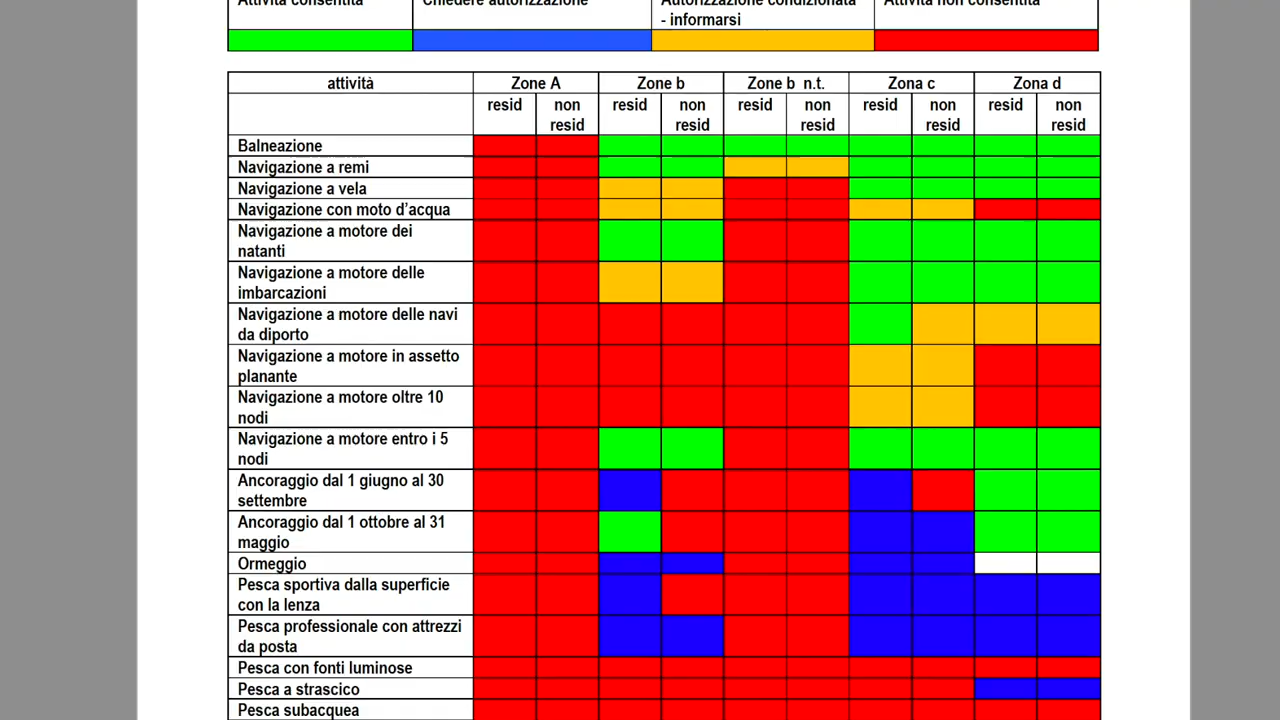 Attività consentita
Chiedere autorizzazione
Autorizzazione condizionata
- informarsi
Attività non consentita
attività
Zone A
Zone b
Zone b n.t.
Zona c
Zona d
resid
non
resid
resid
non
resid
resid
non
resid
resid
non
resid
resid
non
resid
Balneazione
Navigazione a remi
Navigazione a vela
Navigazione con moto d'acqua
Navigazione a motore dei
natanti
Navigazione a motore delle
imbarcazioni
Navigazione a motore delle navi
da diporto
Navigazione a motore in assetto
planante
Navigazione a motore oltre 10
nodi
Navigazione a motore entro i 5
nodi
Ancoraggio dal 1 giugno al 30
settembre
Ancoraggio dal 1 ottobre al 31
maggio
Ormeggio
Pesca sportiva dalla superficie
con la lenza
Pesca professionale con attrezzi
da posta
Pesca con fonti luminose
Pesca a strascico
Pesca subacquea